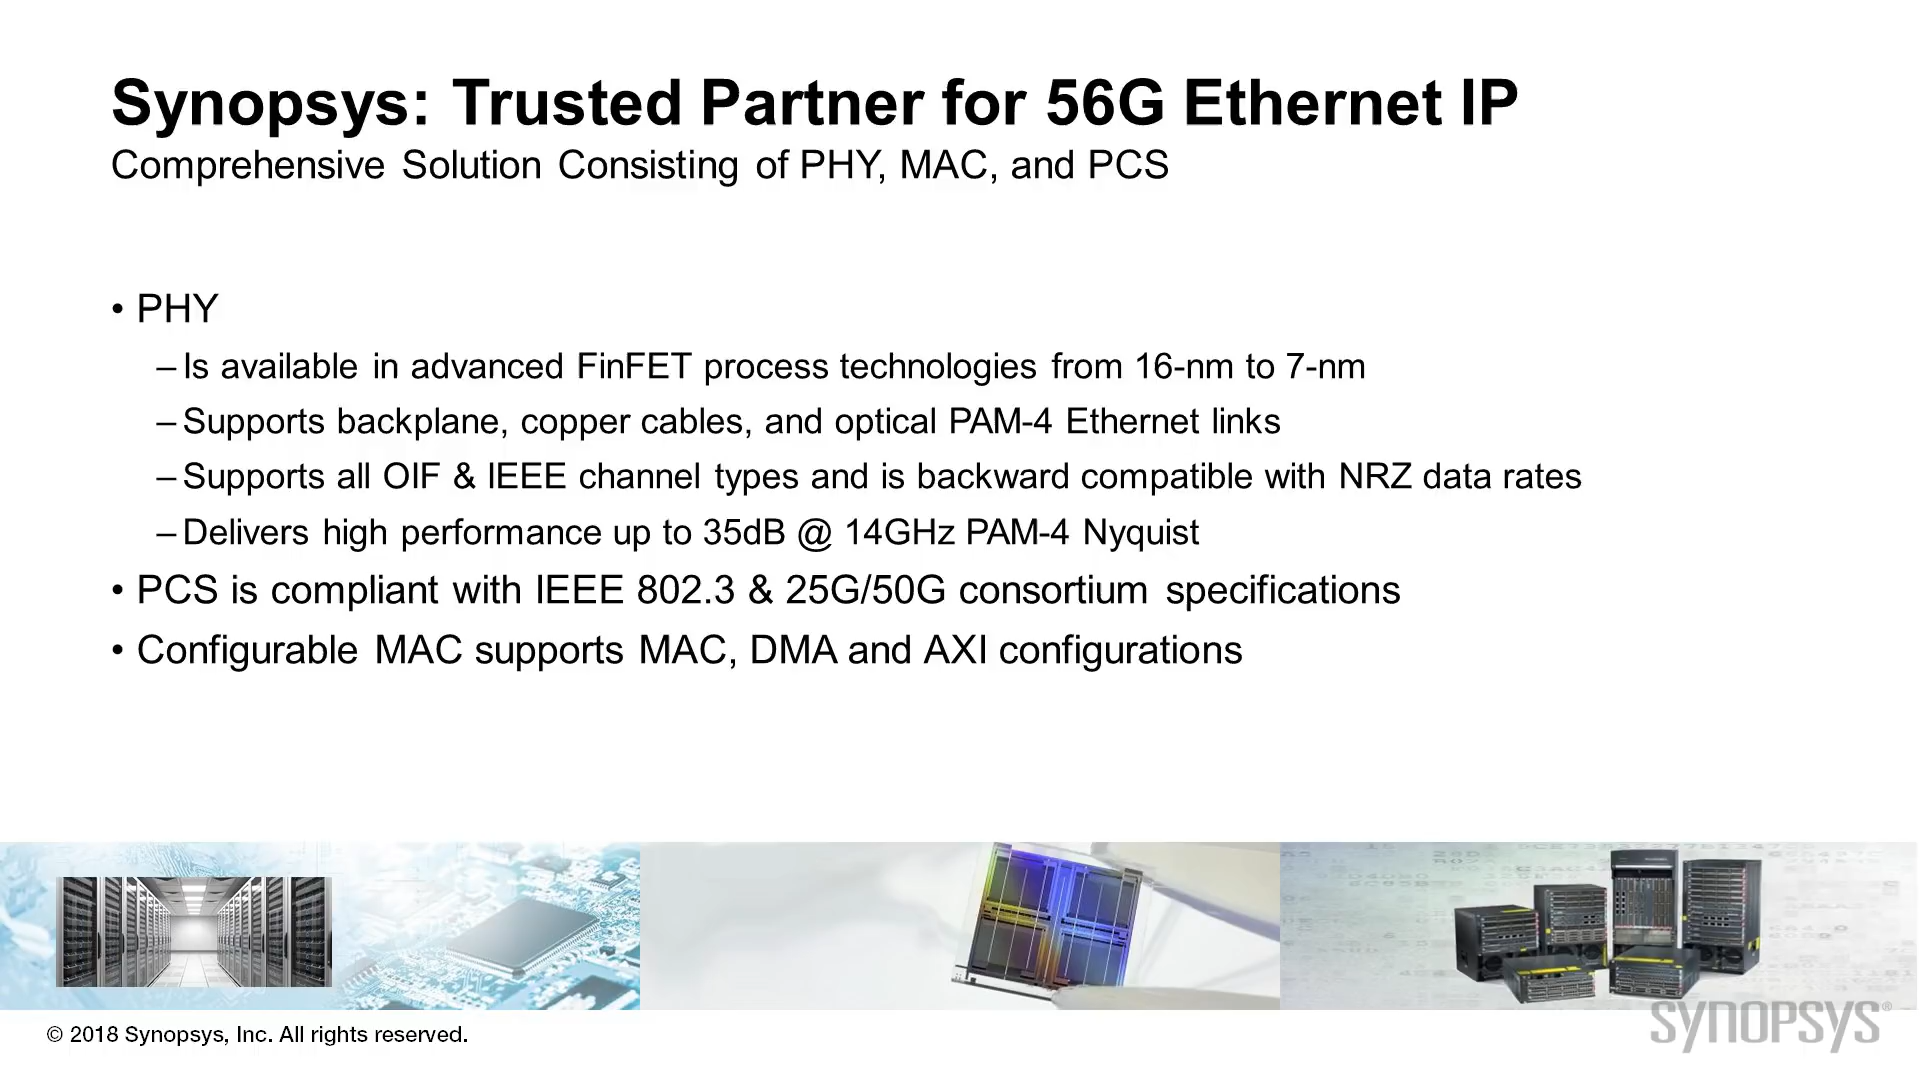 Synopsys: Trusted Partner for 56G Ethernet IP
Comprehensive Solution Consisting of PHY, MAC, and PCS
• PHY
– Is available in advanced FinFET process technologies from 16-nm to 7-nm
– Supports backplane, copper cables, and optical PAM-4 Ethernet links
– Supports all OIF & IEEE channel types and is backward compatible with NRZ data rates
– Delivers high performance up to 35dB @ 14GHz PAM-4 Nyquist
• PCS is compliant with IEEE 802.3 & 25G/50G consortium specifications
• Configurable MAC supports MAC, DMA and AXI configurations
© 2018 Synopsys, Inc. All rights reserved.
SYNOPSYS®